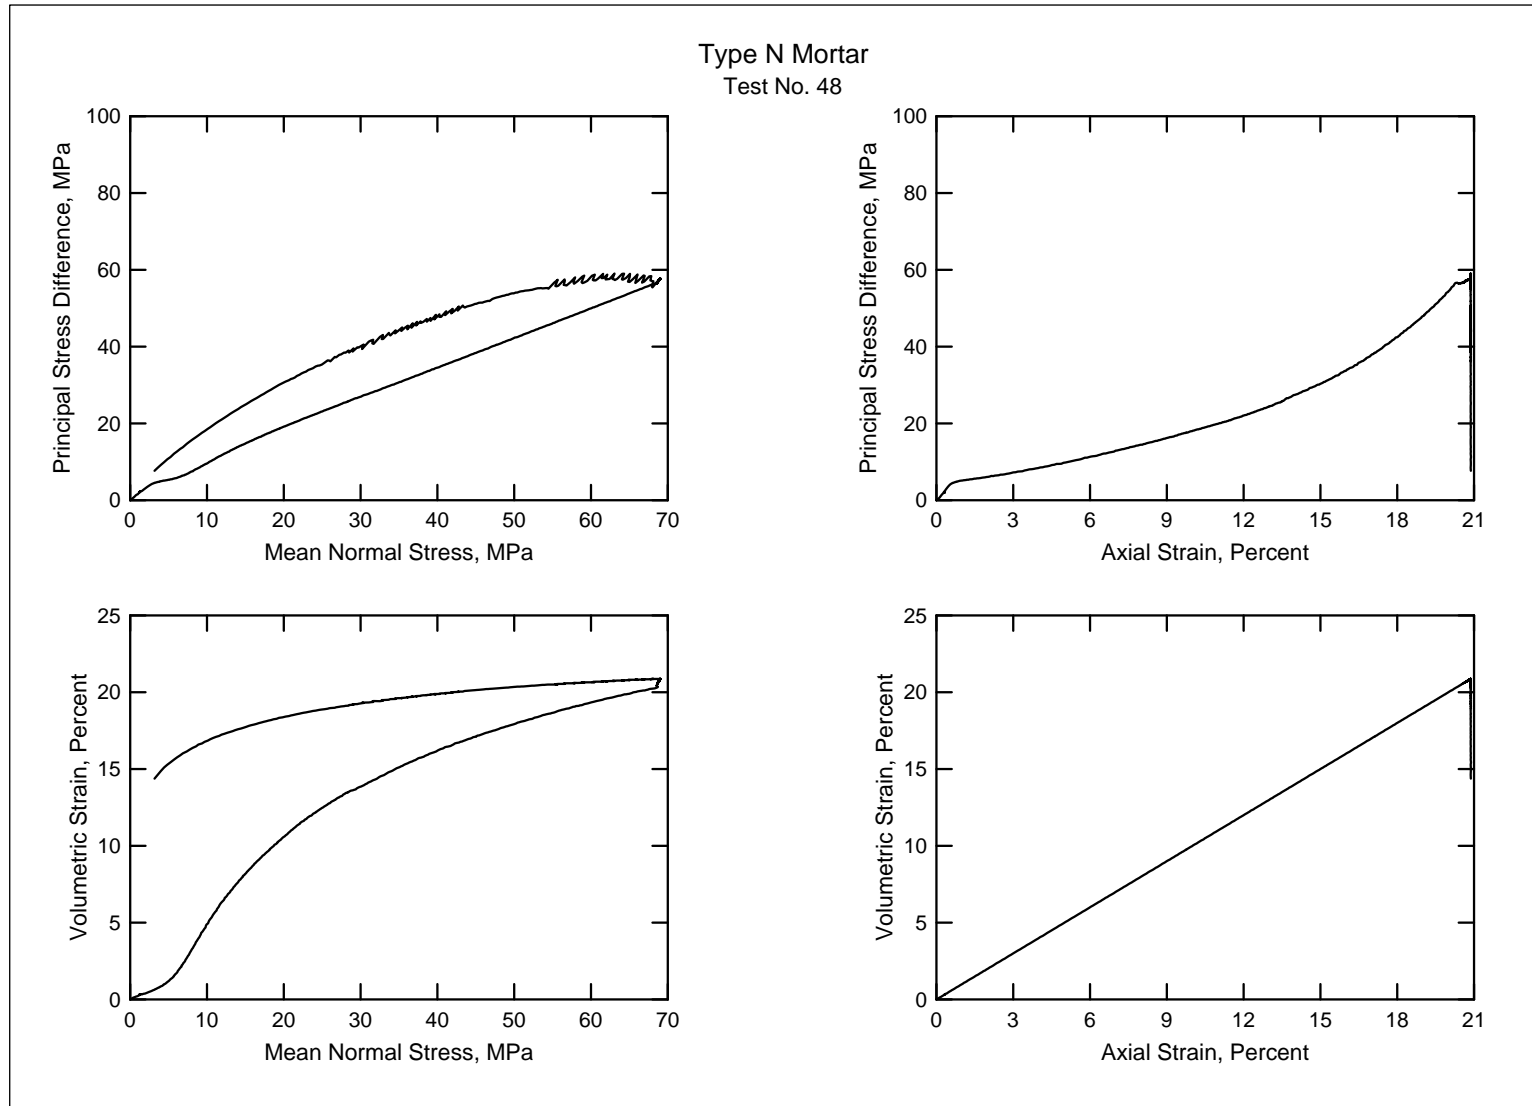 Type N Mortar
Test No. 48
Principal Stress Difference, MPa
100
80
60
40
20
0
0 10 20 30 40 50 60 70
Mean Normal Stress, MPa
Principal Stress Difference, MPa
100
80
60
40
20
0
0 3 6 9 12 15 18 21
Axial Strain, Percent
Volumetric Strain, Percent
25
20
15
10
5
0
0 10 20 30 40 50 60 70
Mean Normal Stress, MPa
Volumetric Strain, Percent
25
20
15
10
5
0
0 3 6 9 12 15 18 21
Axial Strain, Percent